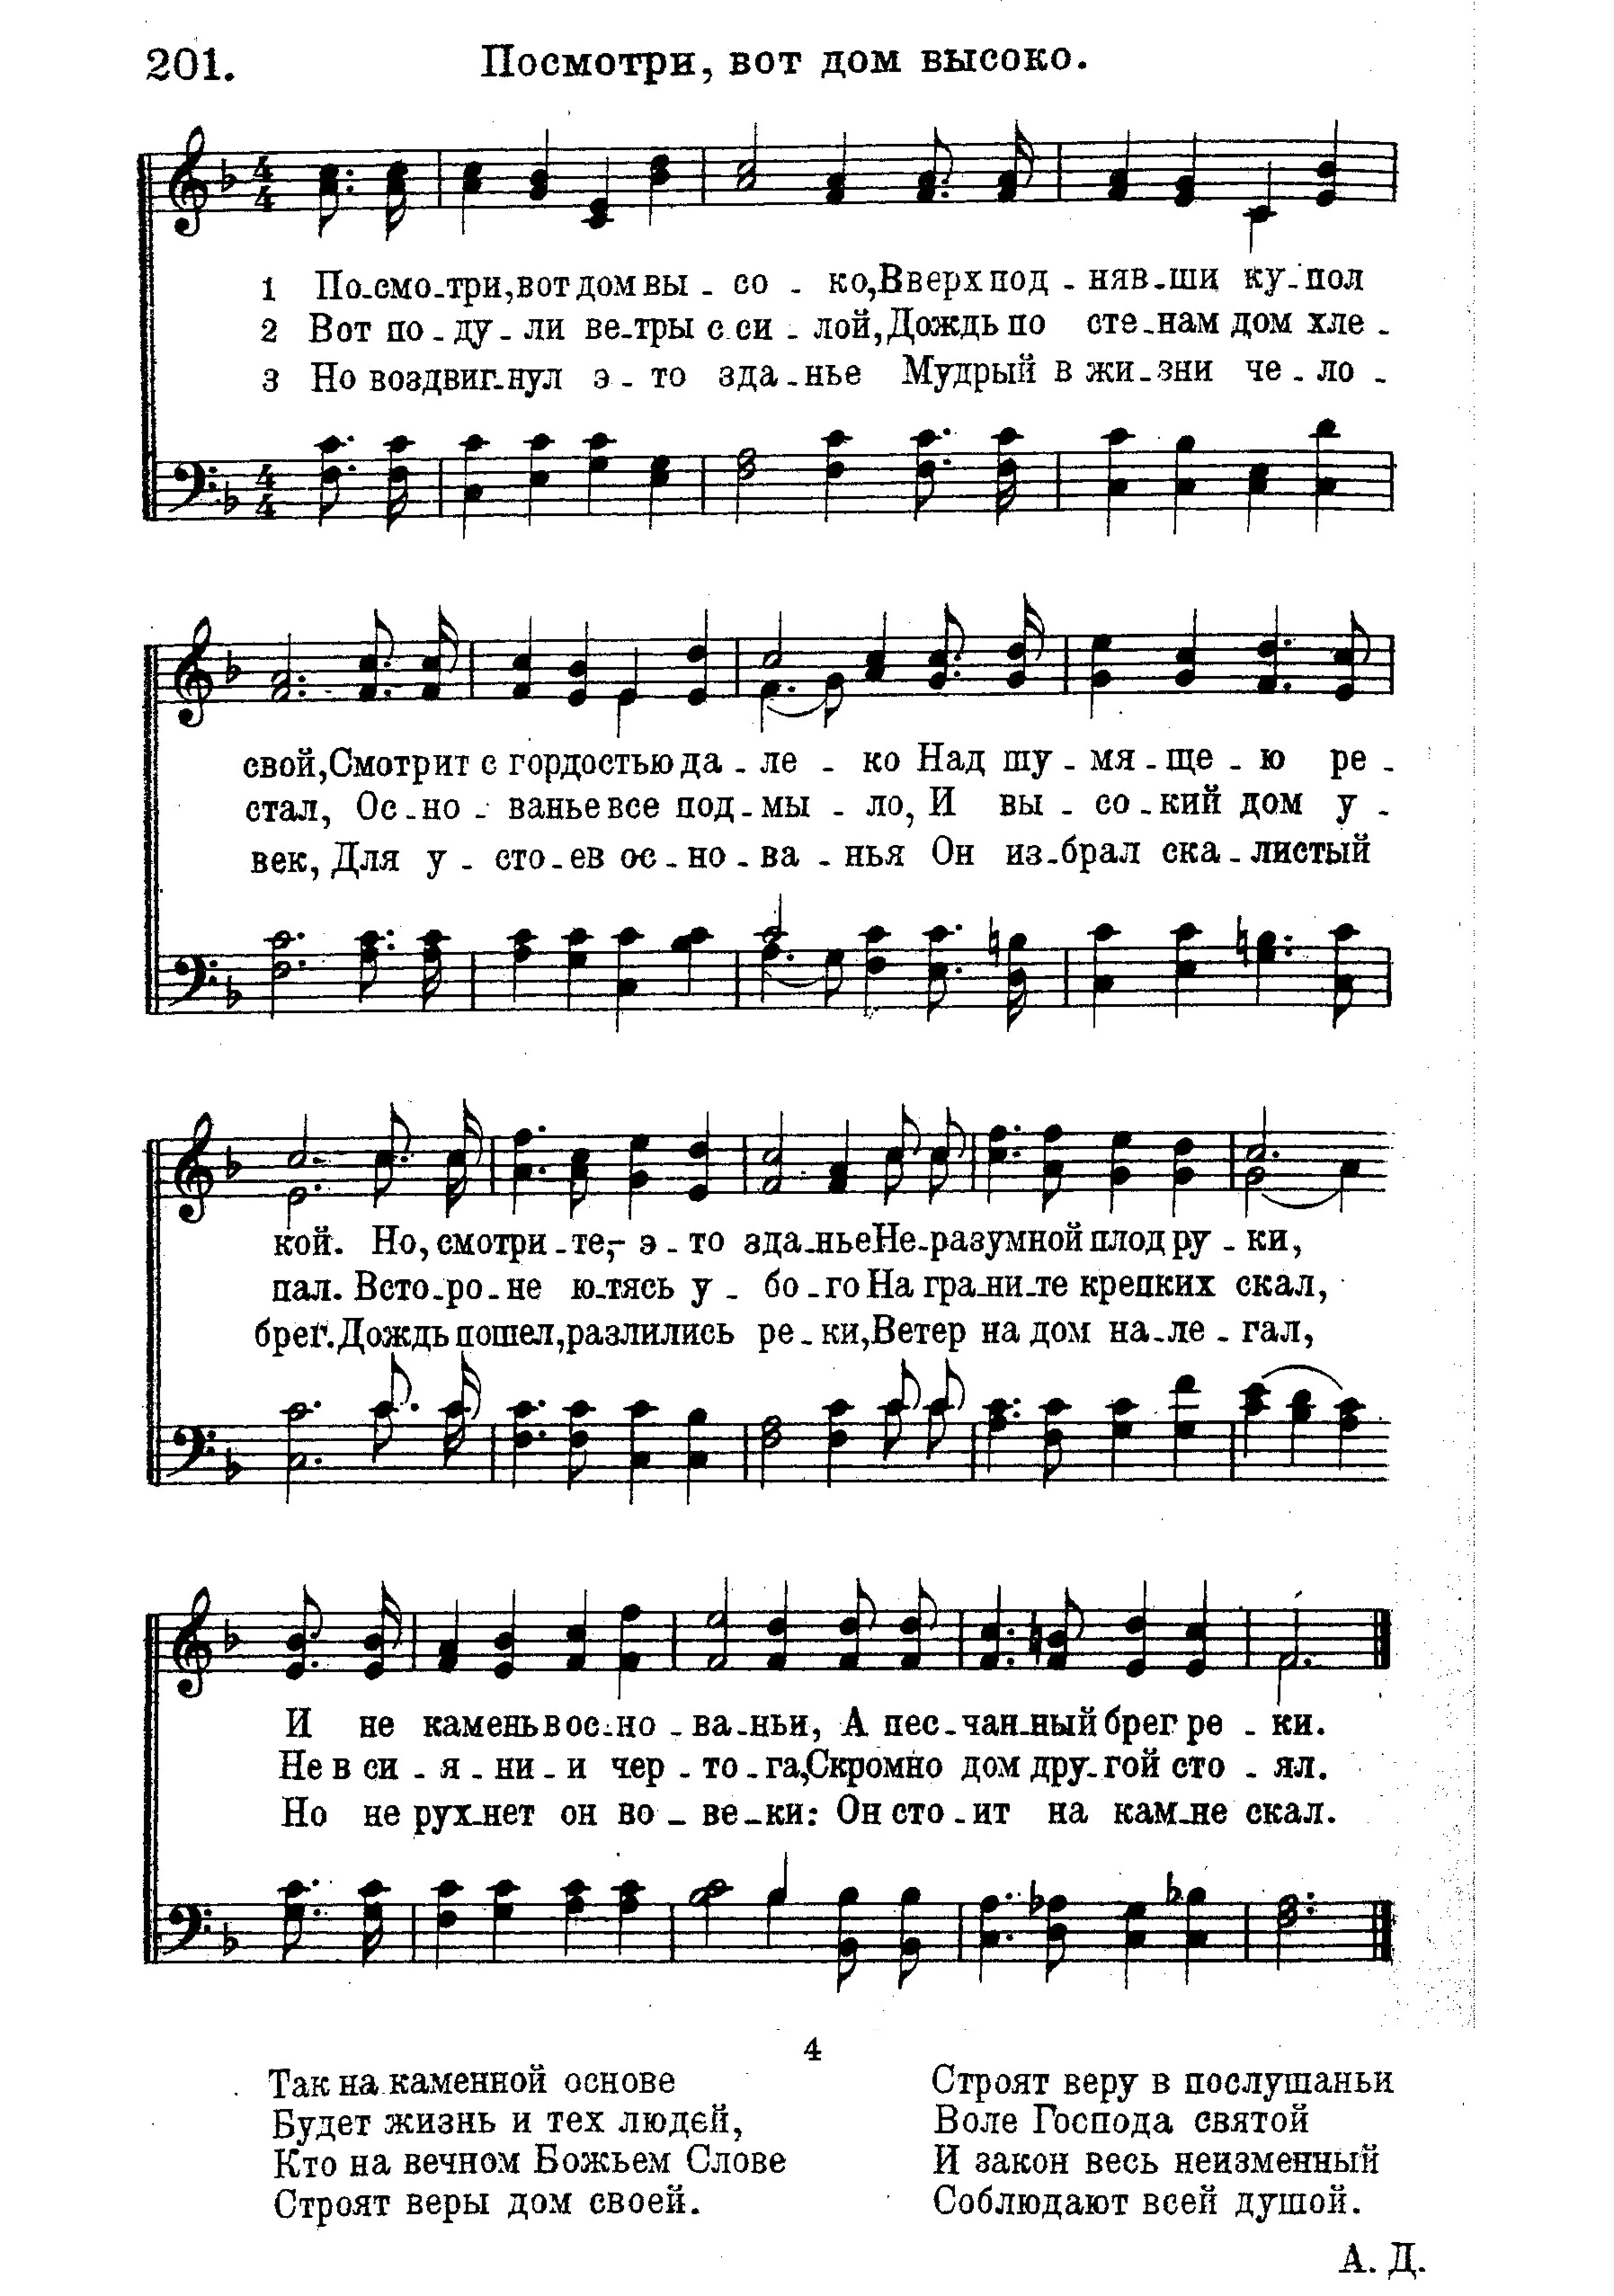 201. Посмотри, вот дом высоко.
1 По-смо-три, вот дом вы - со - ко, Вверх под - няв-ши ку-пол
2 Вот по - ду - ли ве-тры с си - лой, Дождь по сте-нам дом хле -
3 Но воздвиг-нул э - то зда-нье Мудрый в жи-зни че-ло -
свой, Смотрит с гордостью да - ле - ко Над шу - мя - ще - ю ре -
стал, Ос-но - ванье все под-мы - ло, И вы - со-кий дом у -
век, Для у - сто-ев ос-но-ва - нья Он из-брал ска-листый
кой. Но, смотри-те,- э - то зда-нье Не-разумной плод ру - ки,
пал. Всто-ро-не ю-тясь у - бо-го На гра-ни-те крепких скал,
брег. Дождь пошел, разлились ре-ки, Ветер на дом на-ле-гал,
И не камень в ос-но-ва-ньи, А пес-чан-ный брег ре - ки.
Не в си - я - ни - и чер - то-га, Скромно дом дру-гой сто - ял.
Но не рух-нет он во - ве-ки: Он сто-ит на кам-не скал.
4
Так на каменной основе
Будет жизнь и тех людей,
Кто на вечном Божьем Слове
Строят веры дом своей.
Строят веру в послушаньи
Воле Господа святой
И закон весь неизменный
Соблюдают всей душой.
А. Д.